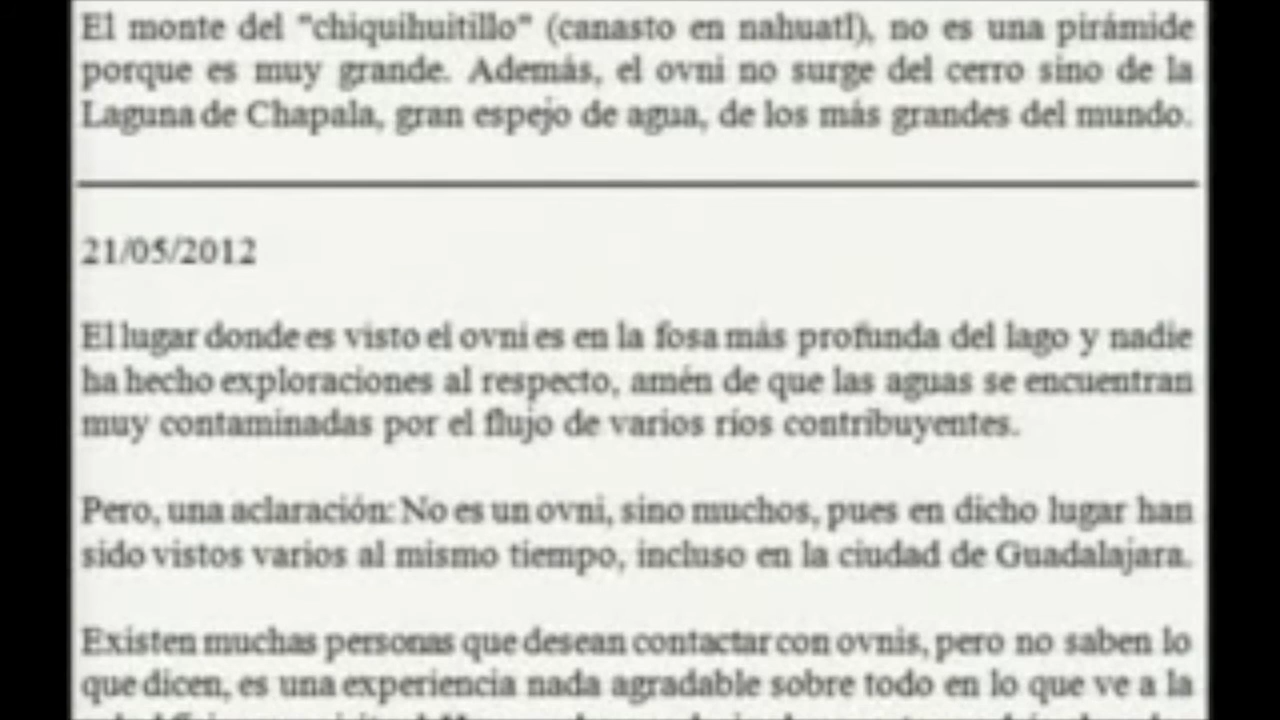 El monte del "chiquihuitillo" (canasto en nahuatl), no es una pirámide
porque es muy grande. Además, el ovni no surge del cerro sino de la
Laguna de Chapala, gran espejo de agua, de los más grandes del mundo.
21/05/2012
El lugar donde es visto el ovni es en la fosa más profunda del lago y nadie
ha hecho exploraciones al respecto, amén de que las aguas se encuentran
muy contaminadas por el flujo de varios ríos contribuyentes.
Pero, una aclaración: No es un ovni, sino muchos, pues en dicho lugar han
sido vistos varios al mismo tiempo, incluso en la ciudad de Guadalajara.
Existen muchas personas que desean contactar con ovnis, pero no saben lo
que dicen, es una experiencia nada agradable sobre todo en lo que ve a la